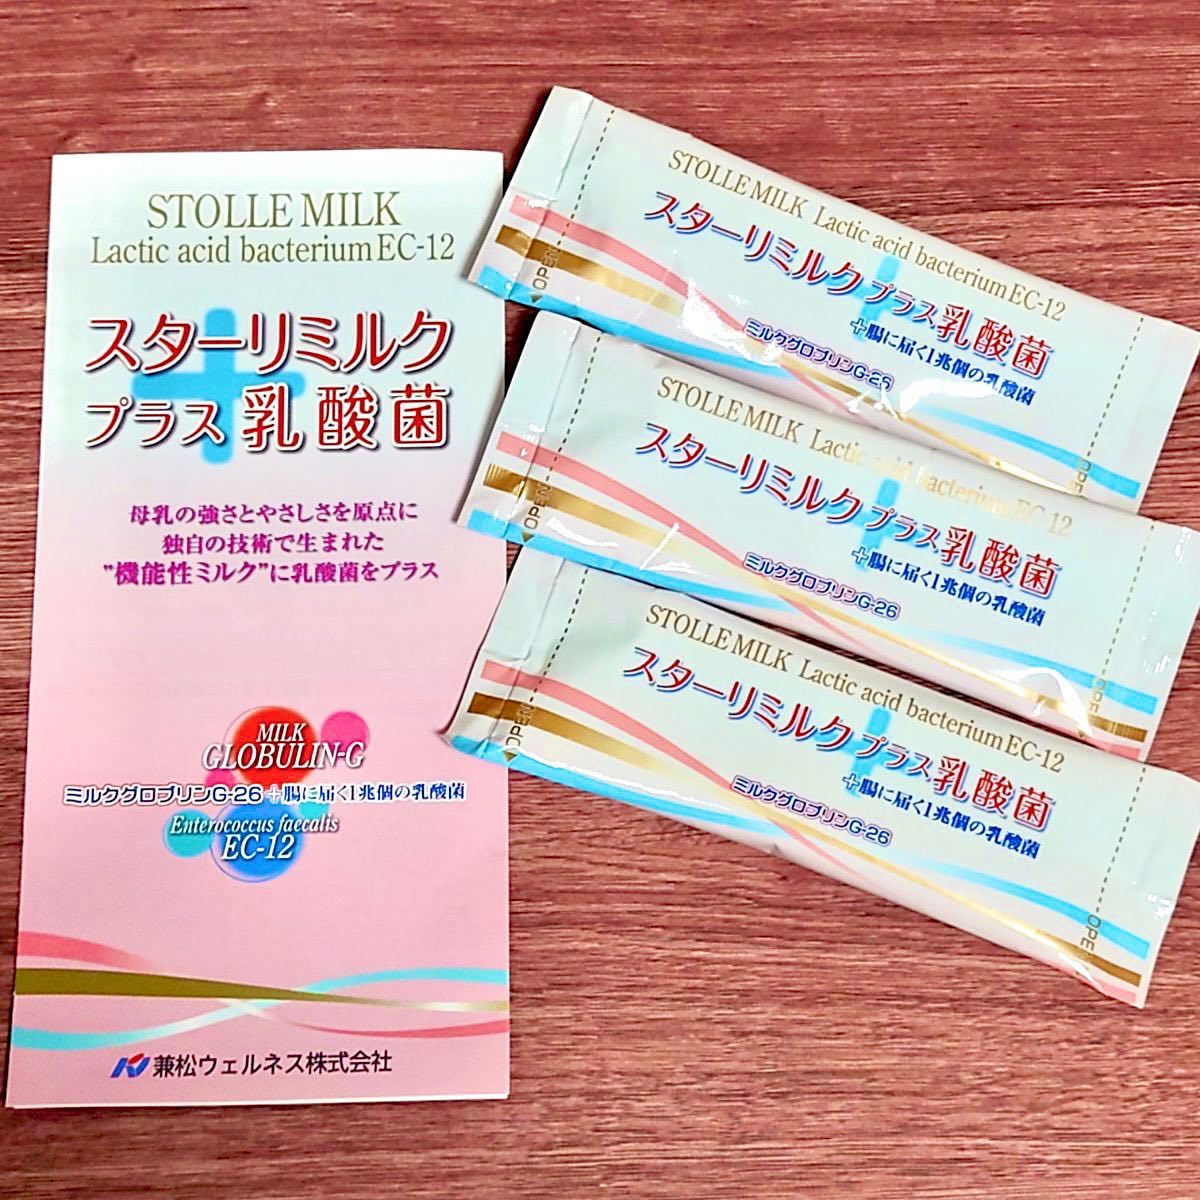 STOLLE MILK
Lactic acid bacterium EC-12
スターリミルク
プラス乳酸菌
母乳の強さとやさしさを原点に
独自の技術で生まれた
"機能性ミルク"に乳酸菌をプラス
MILK
GLOBULIN-G
ミルクグロブリンG-26+腸に届く1兆個の乳酸菌
Enterococcus faecalis
EC-12
兼松ウェルネス株式会社
STOLLE MILK Lactic acid bacterium EC-12
スターリミルクプラス乳酸菌
ミルクグロブリンG-26
+腸に届く1兆個の乳酸菌
OPEN
OPEN
STOLLE MILK Lactic acid bacterium EC-12
スターリミルクプラス乳酸菌
ミルクグロブリンG-26
+腸に届く1兆個の乳酸菌
OPEN
OPE
STOLLE MILK Lactic acid bacterium EC-12
スターリミルクプラス乳酸菌
ミルクグロブリンG-26
+腸に届く1兆個の乳酸菌
OPEN
OPEN